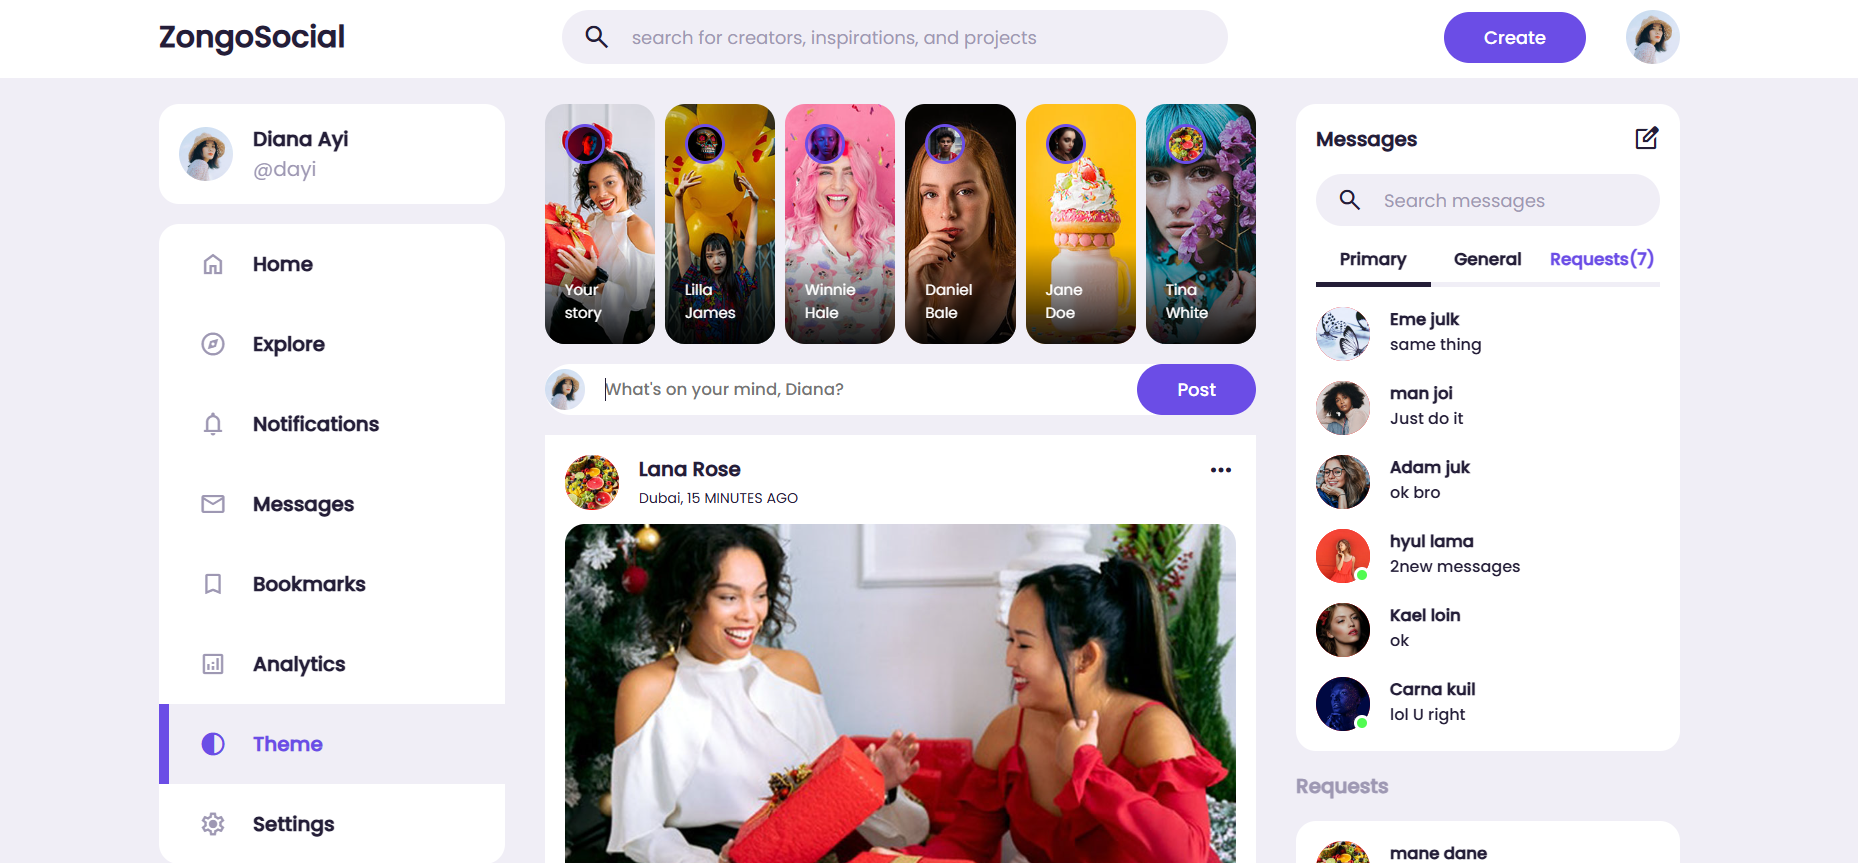 ZongoSocial
search for creators, inspirations, and projects
Create
Diana Ayi
@dayi
Home
Explore
Notifications
Messages
Bookmarks
Analytics
Theme
Settings
Your
story
Lilla
James
Winnie
Hale
Daniel
Bale
Jane
Doe
Tina
White
What's on your mind, Diana?
Post
Lana Rose
Dubai, 15 MINUTES AGO
Messages
Search messages
Primary
General
Requests(7)
Eme julk
same thing
man joi
Just do it
Adam juk
ok bro
hyul lama
2new messages
Kael loin
ok
Carna kuil
lol U right
Requests
mane dane